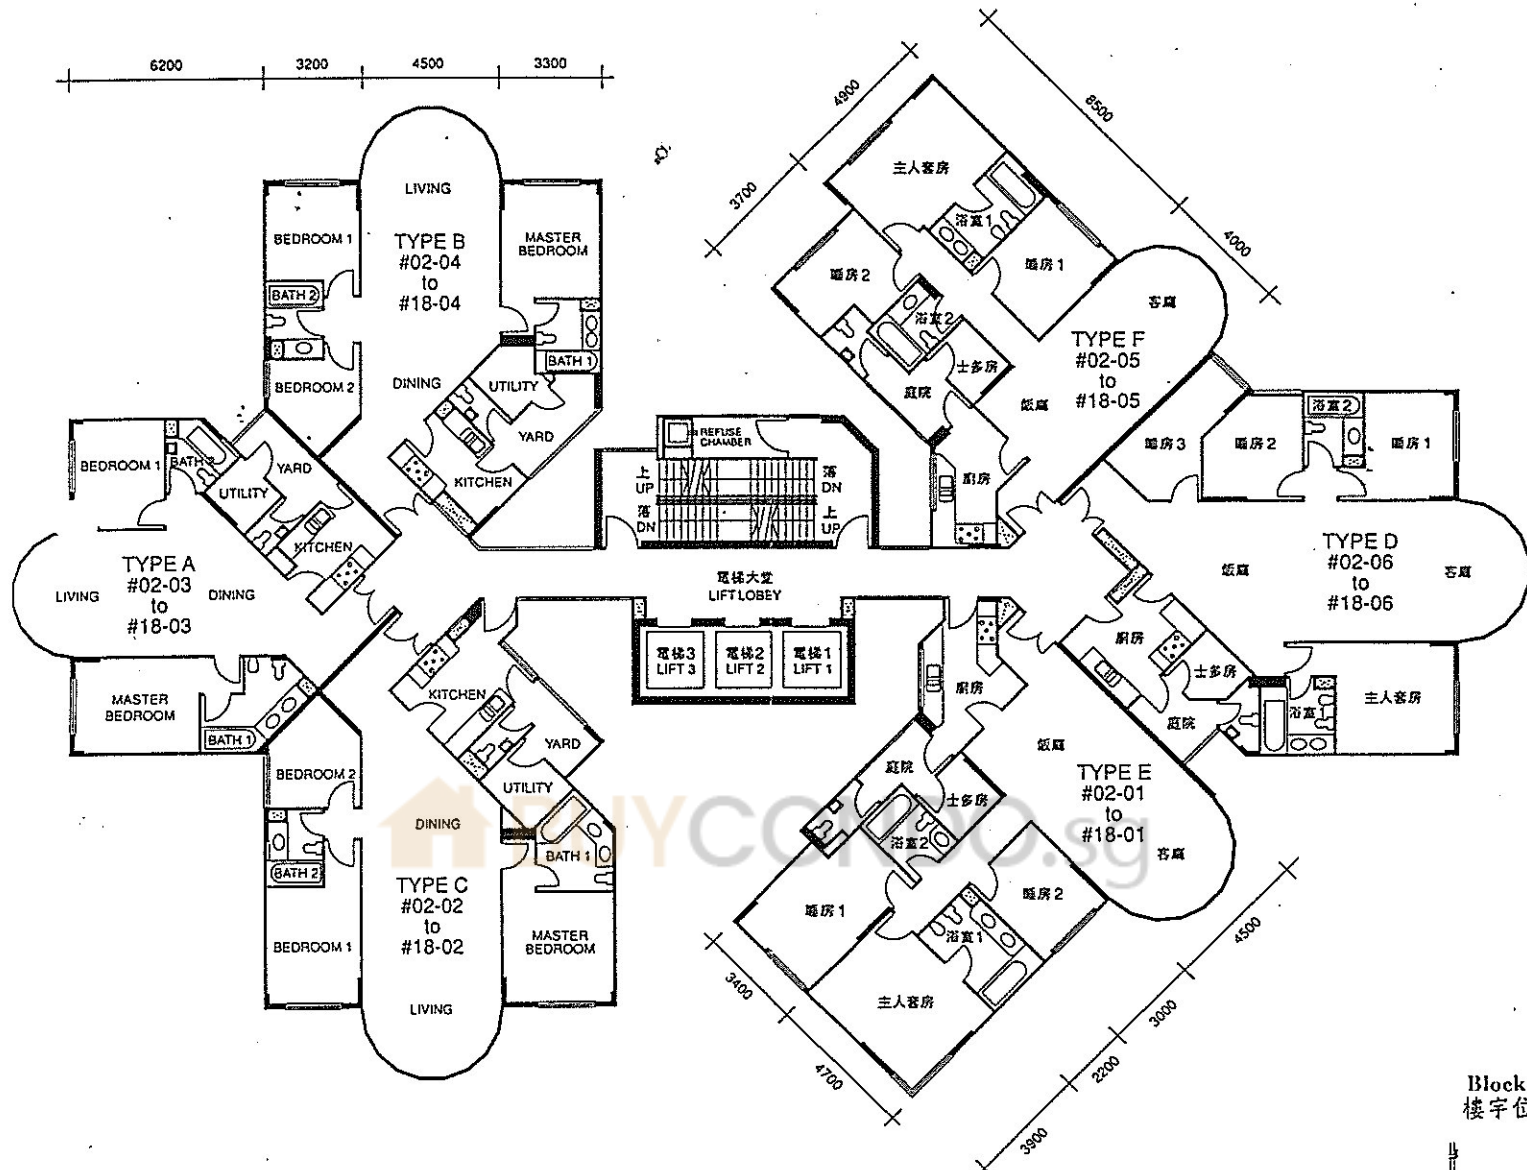 6200
3200
4500
3300
4900
3700
8500
4000
LIVING
BEDROOM 1
TYPE B
#02-04
to
#18-04
MASTER
BEDROOM
BATH 2
BATH 1
BEDROOM 2
DINING
UTILITY
YARD
KITCHEN
主人套房
浴室1
睡房 2
睡房 1
浴室2
士多房
庭院
飯廳
客廳
廚房
TYPE F
#02-05
to
#18-05
BEDROOM 1
BATH 2
YARD
UTILITY
KITCHEN
TYPE A
#02-03
to
#18-03
LIVING
DINING
MASTER
BEDROOM
BATH 1
REFUSE
CHAMBER
上
UP
落
DN
落
DN
上
UP
電梯大堂
LIFT LOBEY
電梯3
LIFT 3
電梯2
LIFT 2
電梯1
LIFT 1
睡房 3
睡房 2
浴室 2
睡房 1
TYPE D
#02-06
to
#18-06
飯廳
客廳
廚房
士多房
庭院
浴室1
主人套房
KITCHEN
YARD
UTILITY
BEDROOM 2
DINING
BATH 1
BATH 2
TYPE C
#02-02
to
#18-02
BEDROOM 1
MASTER
BEDROOM
LIVING
廚房
庭院
士多房
飯廳
TYPE E
#02-01
to
#18-01
客廳
浴室2
睡房 1
睡房 2
浴室1
主人套房
3400
4700
4500
3000
2200
3900
BUYCONDO.sg
Block
樓宇位